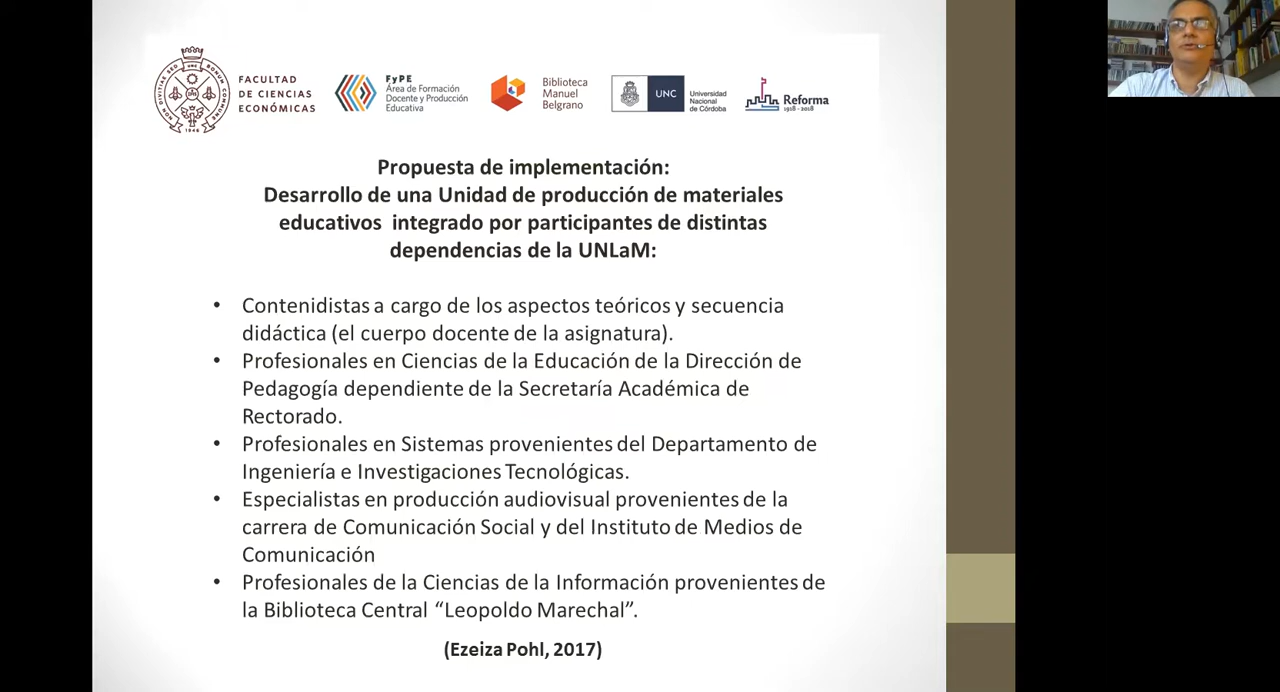 FACULTAD
DE CIENCIAS
ECONÓMICAS
FyPE
Área de Formación
Docente y Producción
Educativa
Biblioteca
Manuel
Belgrano
UNC
Universidad
Nacional
de Córdoba
Reforma
1918 - 2018
Propuesta de implementación:
Desarrollo de una Unidad de producción de materiales
educativos integrado por participantes de distintas
dependencias de la UNLaM:
• Contenidistas a cargo de los aspectos teóricos y secuencia
didáctica (el cuerpo docente de la asignatura).
• Profesionales en Ciencias de la Educación de la Dirección de
Pedagogía dependiente de la Secretaría Académica de
Rectorado.
• Profesionales en Sistemas provenientes del Departamento de
Ingeniería e Investigaciones Tecnológicas.
• Especialistas en producción audiovisual provenientes de la
carrera de Comunicación Social y del Instituto de Medios de
Comunicación
• Profesionales de la Ciencias de la Información provenientes de
la Biblioteca Central “Leopoldo Marechal”.
(Ezeiza Pohl, 2017)